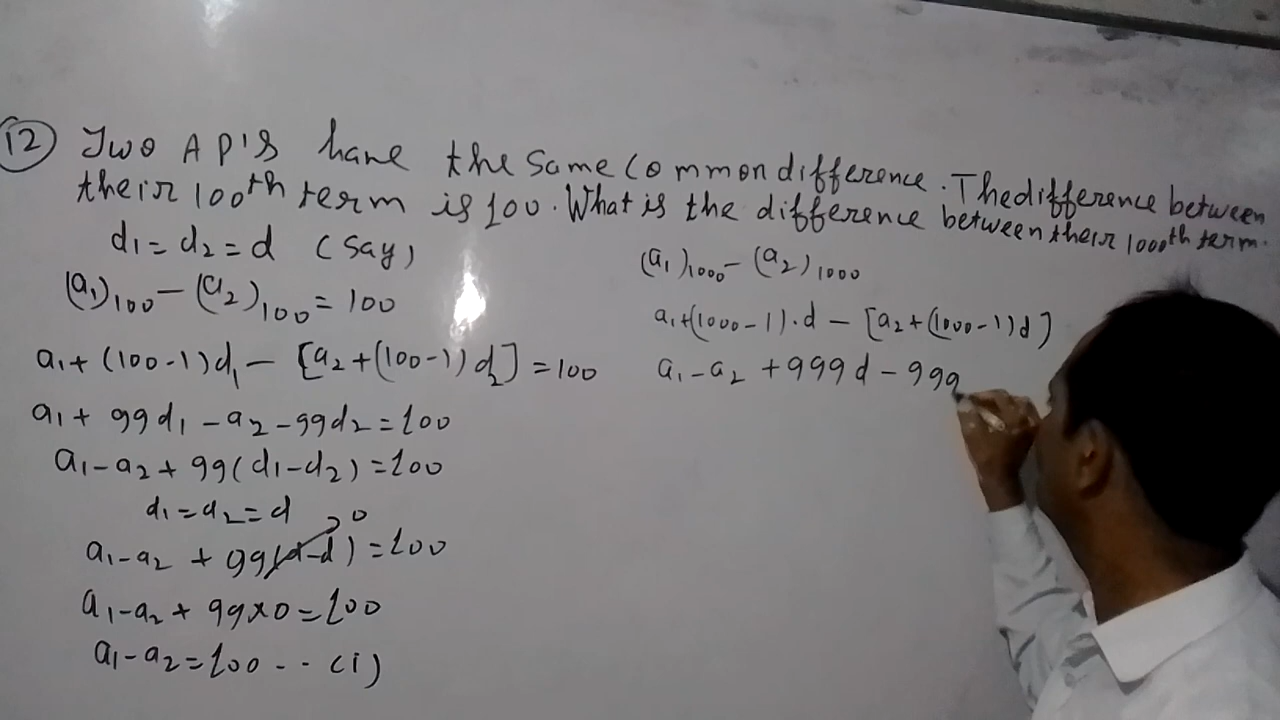 (12) Two AP'S have the Same Common difference. The difference between
their 100th term is 100. What is the difference between their 1000th term.
d1 = d2 = d (Say)
(a1)100 - (a2)100 = 100
a1 + (100-1)d1 - [a2 + (100-1)d2] = 100
a1 + 99d1 - a2 - 99d2 = 100
a1 - a2 + 99(d1 - d2) = 100
d1 = d2 = d
a1 - a2 + 99(d-d) 0 = 100
a1 - a2 + 99x0 = 100
a1 - a2 = 100 - - (i)
(a1)1000 - (a2)1000
a1 + (1000-1).d - [a2 + (1000-1)d]
a1 - a2 + 999d - 999